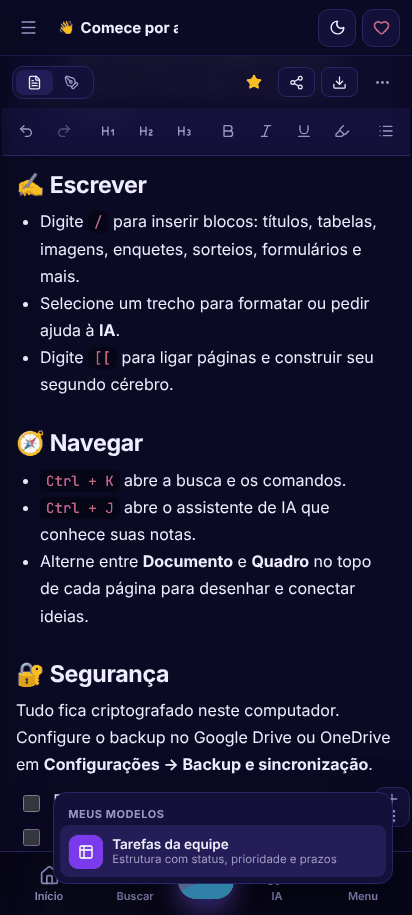 👋 Comece por a
H1 H2 H3 B I U
✍️ Escrever
• Digite / para inserir blocos: títulos, tabelas,
imagens, enquetes, sorteios, formulários e
mais.
• Selecione um trecho para formatar ou pedir
ajuda à IA.
• Digite [[ para ligar páginas e construir seu
segundo cérebro.
🧭 Navegar
• Ctrl + K abre a busca e os comandos.
• Ctrl + J abre o assistente de IA que
conhece suas notas.
• Alterne entre Documento e Quadro no topo
de cada página para desenhar e conectar
ideias.
🔐 Segurança
Tudo fica criptografado neste computador.
Configure o backup no Google Drive ou OneDrive
em Configurações → Backup e sincronização.
MEUS MODELOS
Tarefas da equipe
Estrutura com status, prioridade e prazos
Início Buscar IA Menu